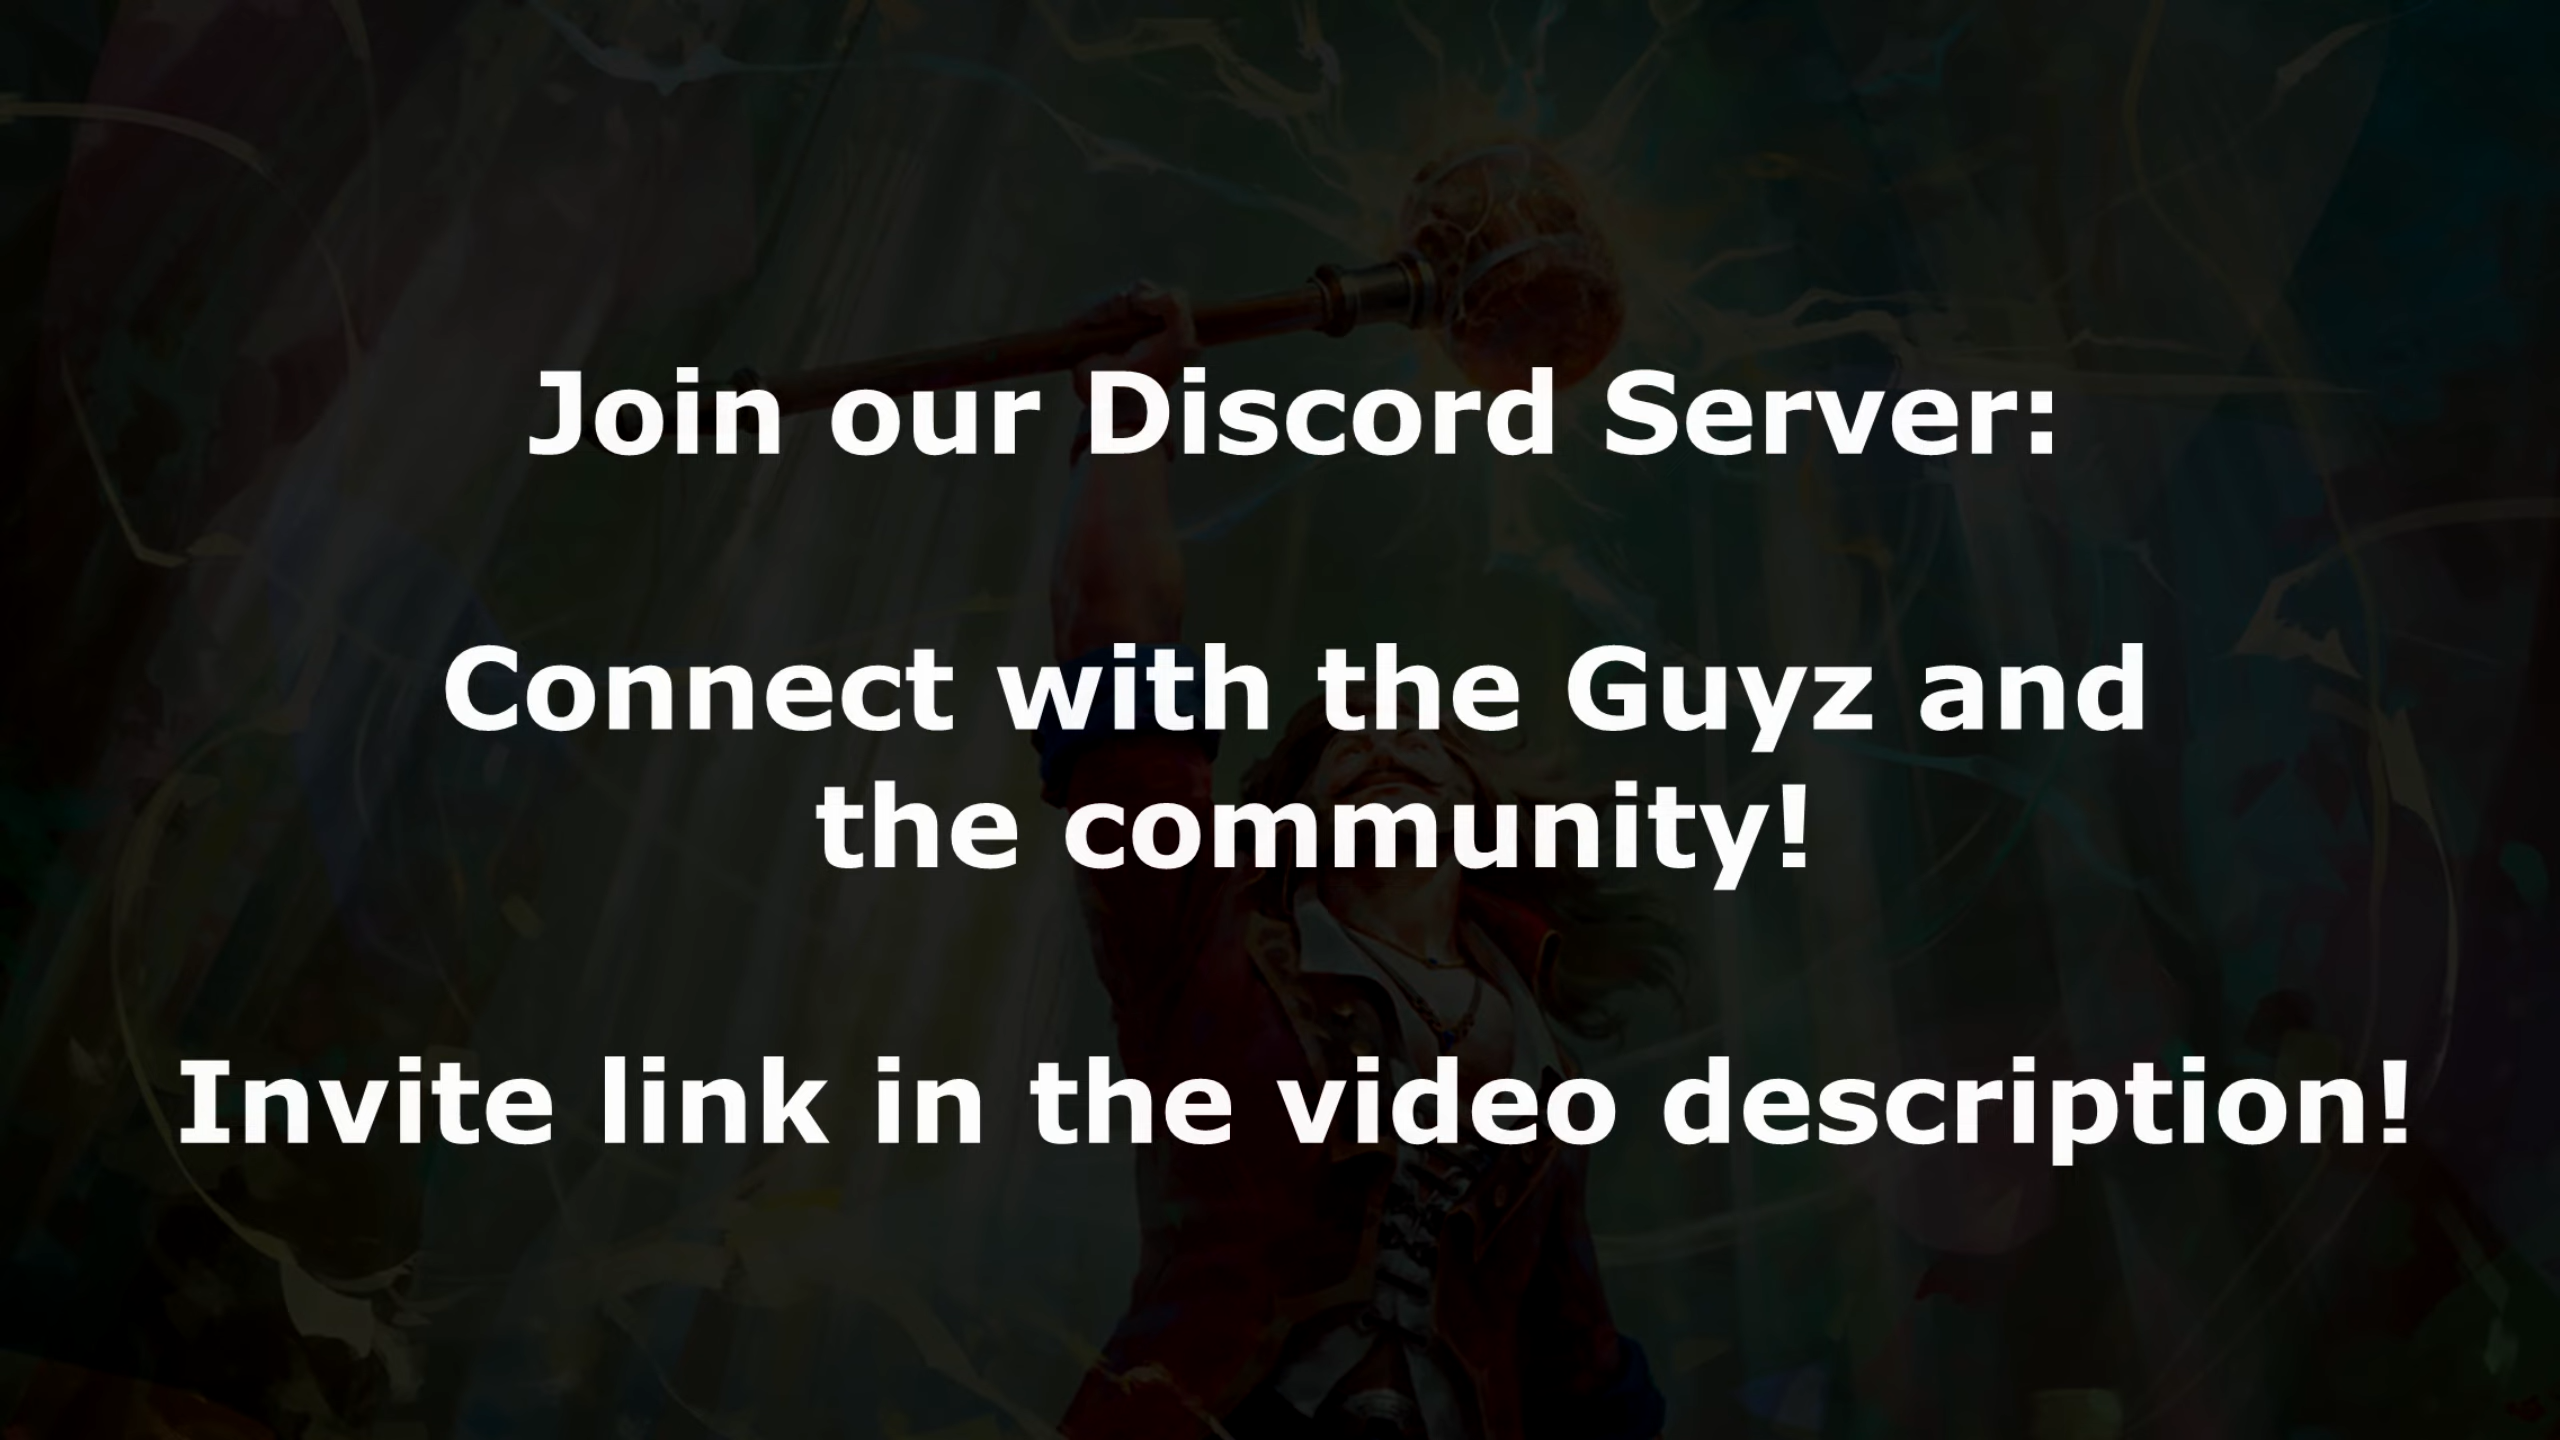 Join our Discord Server:
Connect with the Guyz and
the community!
Invite link in the video description!